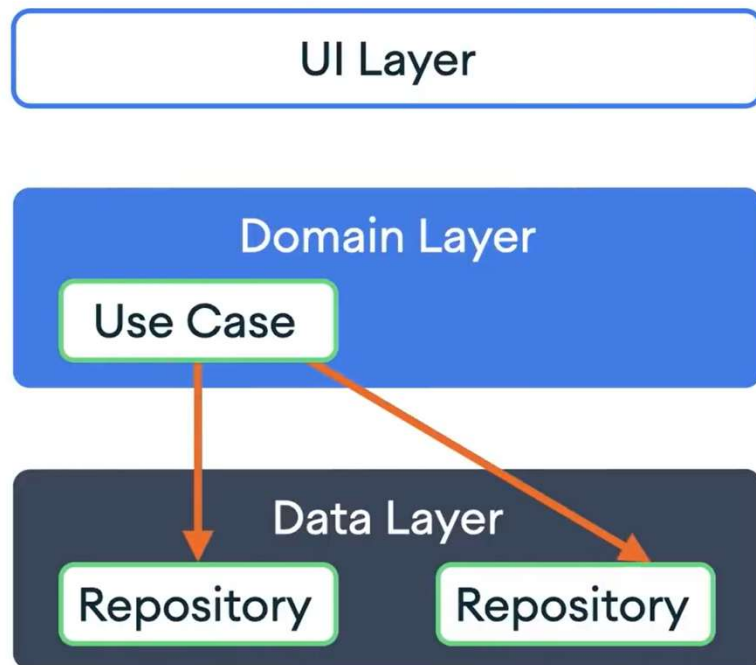 UI Layer
Domain Layer
Use Case
Data Layer
Repository Repository